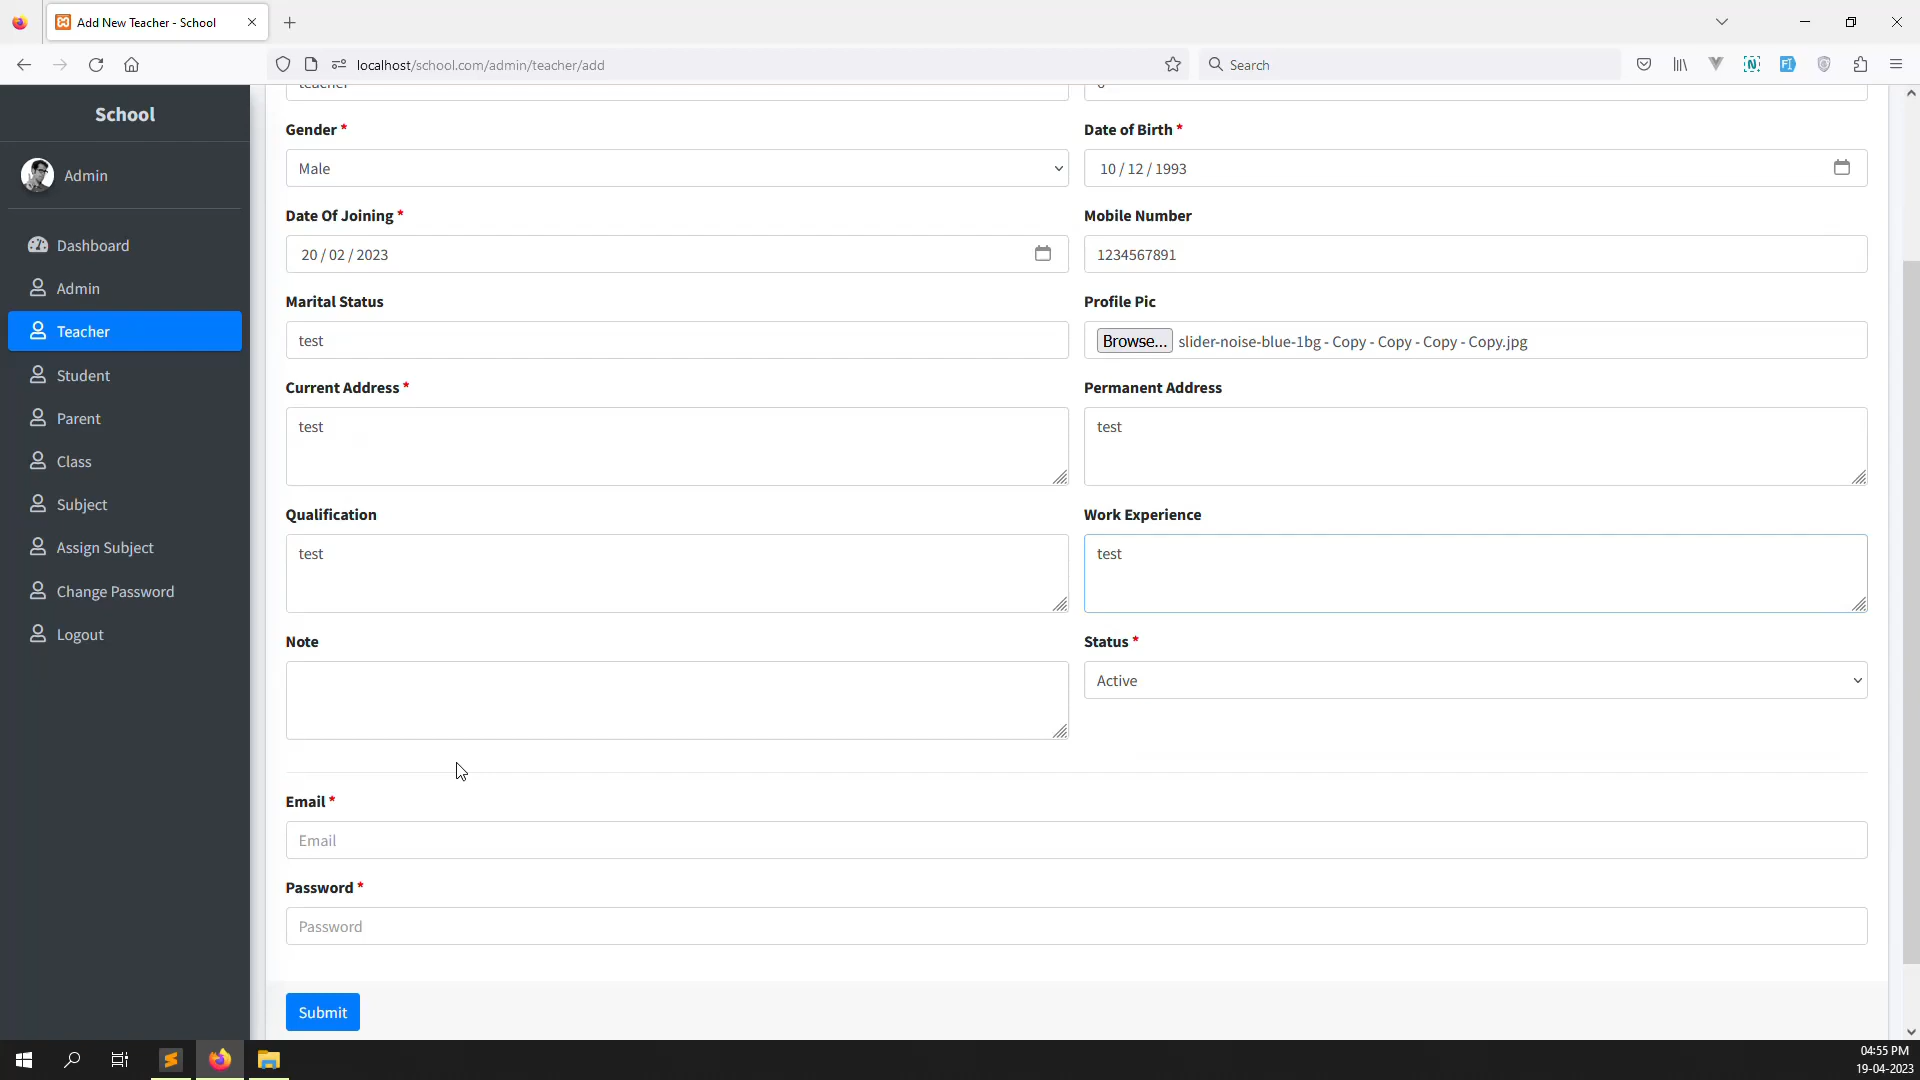 Add New Teacher - School
localhost/school.com/admin/teacher/add
Search
School
Admin
Dashboard
Admin
Teacher
Student
Parent
Class
Subject
Assign Subject
Change Password
Logout
teacher
Gender *
Date of Birth *
Male
10 / 12 / 1993
Date Of Joining *
Mobile Number
20 / 02 / 2023
1234567891
Marital Status
Profile Pic
test
Browse... slider-noise-blue-1bg - Copy - Copy - Copy - Copy.jpg
Current Address *
Permanent Address
test
test
Qualification
Work Experience
test
test
Note
Status *
Active
Email *
Email
Password *
Password
Submit
04:55 PM
19-04-2023